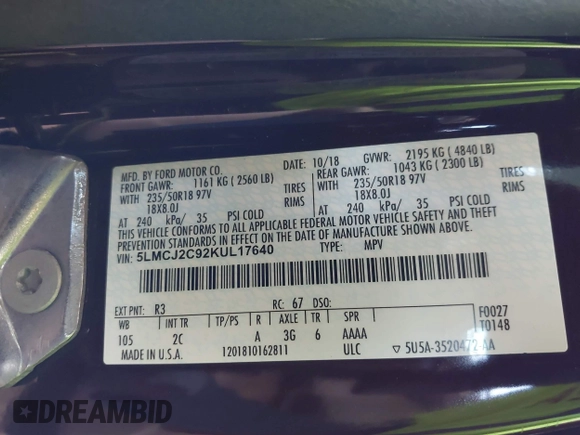 MFD. BY FORD MOTOR CO.
DATE: 10/18 GVWR: 2195 KG ( 4840 LB)
FRONT GAWR: 1161 KG ( 2560 LB) REAR GAWR: 1043 KG ( 2300 LB)
WITH 235/50R18 97V TIRES WITH 235/50R18 97V TIRES
18X8.0J RIMS 18X8.0J RIMS
AT 240 kPa/ 35 PSI COLD AT 240 kPa/ 35 PSI COLD
THIS VEHICLE CONFORMS TO ALL APPLICABLE FEDERAL MOTOR VEHICLE SAFETY AND THEFT
PREVENTION STANDARDS IN EFFECT ON THE DATE OF MANUFACTURE SHOWN ABOVE.
VIN: 5LMCJ2C92KUL17640 TYPE: MPV
EXT PNT: R3 RC: 67 DSO: F0027
WB INT TR TP/PS R AXLE TR SPR T0148
105 2C A 3G 6 AAAA
MADE IN U.S.A. 1201810162811 ULC ▽ 5U5A-3520472-AA
DREAMBID